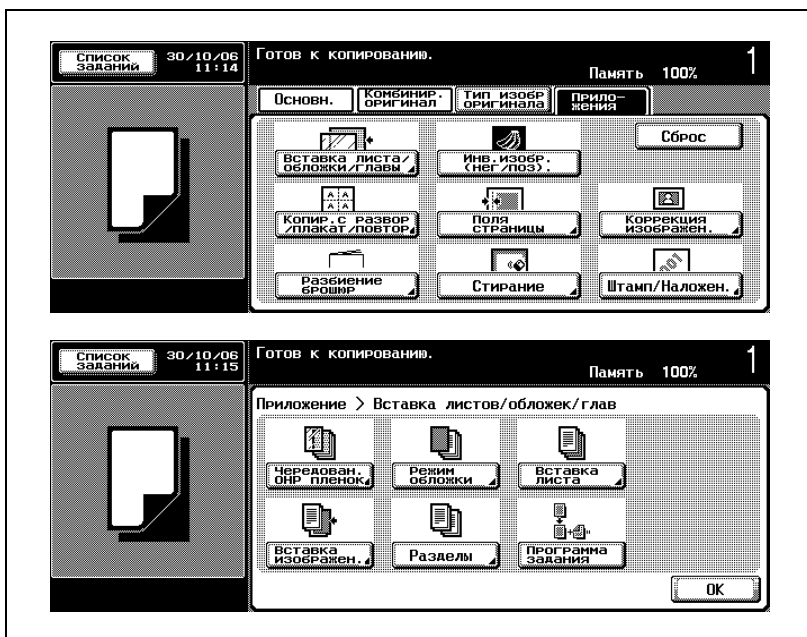 Список
заданий
30/10/06
11:14
Готов к копированию.
1
Память 100%
Основн.
Комбинир.
оригинал
Тип изобр
оригинала
Прило-
жения
Вставка листа/
обложки/главы
Инв.изобр.
(нег/поз).
Сброс
A A
A A
Копир.с развор
/плакат/повтор
Поля
страницы
Коррекция
изображен.
Разбиение
брошюр
Стирание
001
Штамп/Наложен.
Список
заданий
30/10/06
11:15
Готов к копированию.
1
Память 100%
Приложение > Вставка листов/обложек/глав
Чередован.
OHP пленок
Режим
обложки
Вставка
листа
Вставка
изображен.
Разделы
Программа
задания
OK